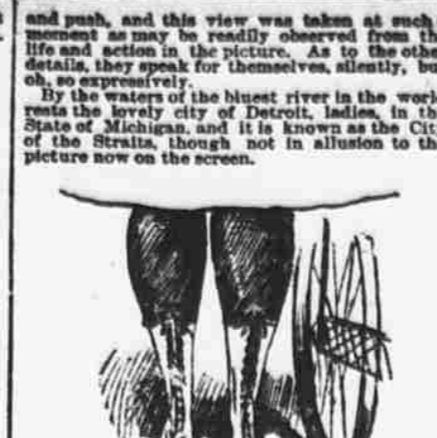 and push, and this view was taken at such
moment as may be readily observed from th
life and action in the picture. As to the othe
details, they speak for themselves, silently, bu
oh, so expressively.
By the waters of the bluest river in the worl
rests the lovely city of Detroit, ladies, in th
State of Michigan, and it is known as the Cit
of the Straits, though not in allusion to th
picture now on the screen.